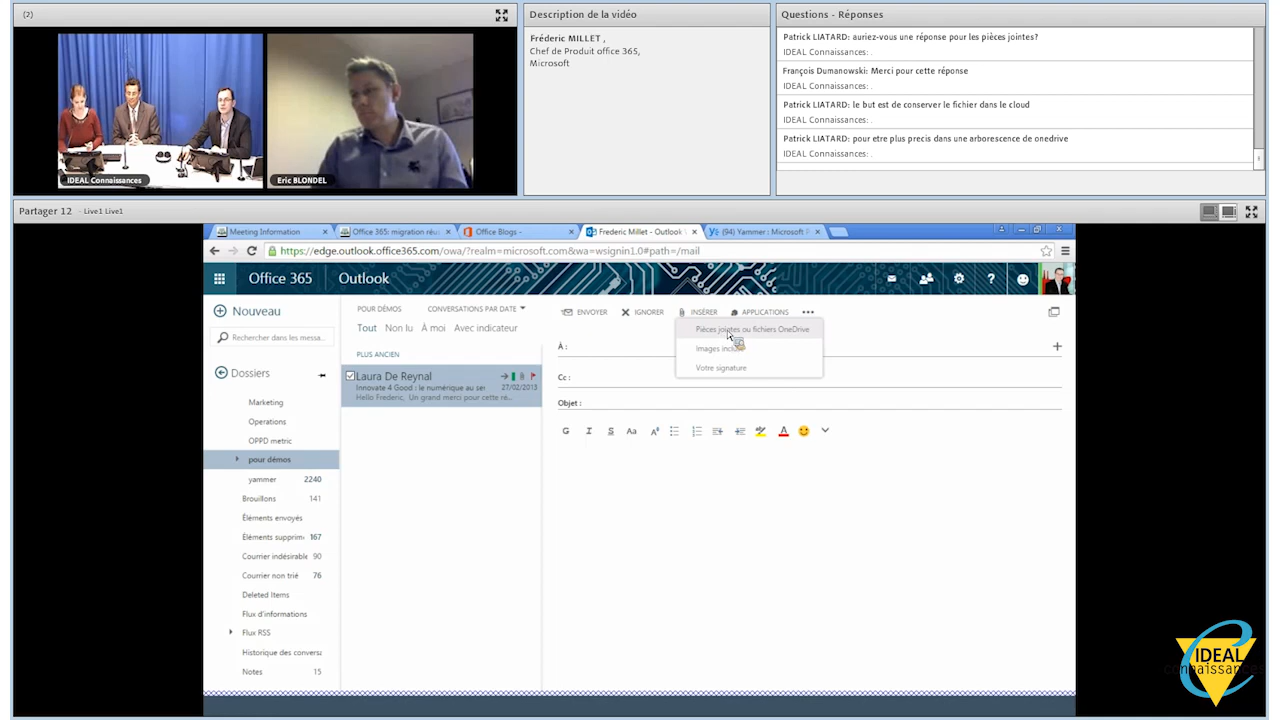 (2)
IDEAL Connaissances
Eric BLONDEL
Description de la vidéo
Fréderic MILLET ,
Chef de Produit office 365,
Microsoft
Questions - Réponses
Patrick LIATARD: auriez-vous une réponse pour les pièces jointes?
IDEAL Connaissances: .
François Dumanowski: Merci pour cette réponse
IDEAL Connaissances: .
Patrick LIATARD: le but est de conserver le fichier dans le cloud
IDEAL Connaissances: .
Patrick LIATARD: pour etre plus precis dans une arborescence de onedrive
IDEAL Connaissances: .
Partager 12 - Live1 Live1
Meeting Information
Office 365: migration réu
Office Blogs -
Frederic Millet - Outlook
(94) Yammer : Microsoft
https://edge.outlook.office365.com/owa/?realm=microsoft.com&wa=wsignin1.0#path=/mail
Office 365
Outlook
Nouveau
Rechercher dans les messa...
Dossiers
Marketing
Operations
OPPD metric
pour démos
yammer 2240
Brouillons 141
Éléments envoyés
Éléments supprim 167
Courrier indésirable 90
Courrier non trié 76
Deleted Items
Flux d'informations
Flux RSS
Historique des conversa
Notes 15
POUR DÉMOS
CONVERSATIONS PAR DATE
Tout Non lu À moi Avec indicateur
PLUS ANCIEN
Laura De Reynal
Innovate 4 Good : le numérique au ser 27/02/2013
Hello Frederic, Un grand merci pour cette ré...
ENVOYER
IGNORER
INSÉRER
APPLICATIONS
Pièces jointes ou fichiers OneDrive
Images
Votre signature
À :
Cc :
Objet :
G I S Aa A
A
IDEAL
connaissances